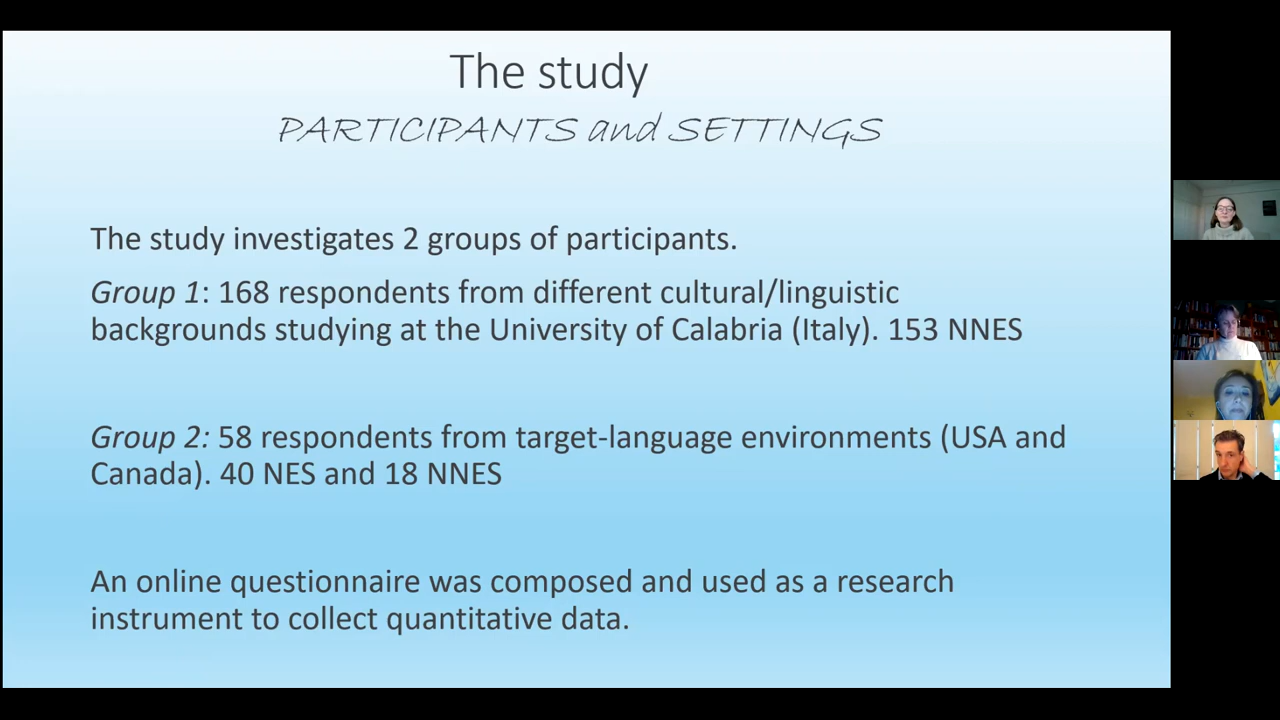 The study
PARTICIPANTS and SETTINGS
The study investigates 2 groups of participants.
Group 1: 168 respondents from different cultural/linguistic
backgrounds studying at the University of Calabria (Italy). 153 NNES
Group 2: 58 respondents from target-language environments (USA and
Canada). 40 NES and 18 NNES
An online questionnaire was composed and used as a research
instrument to collect quantitative data.